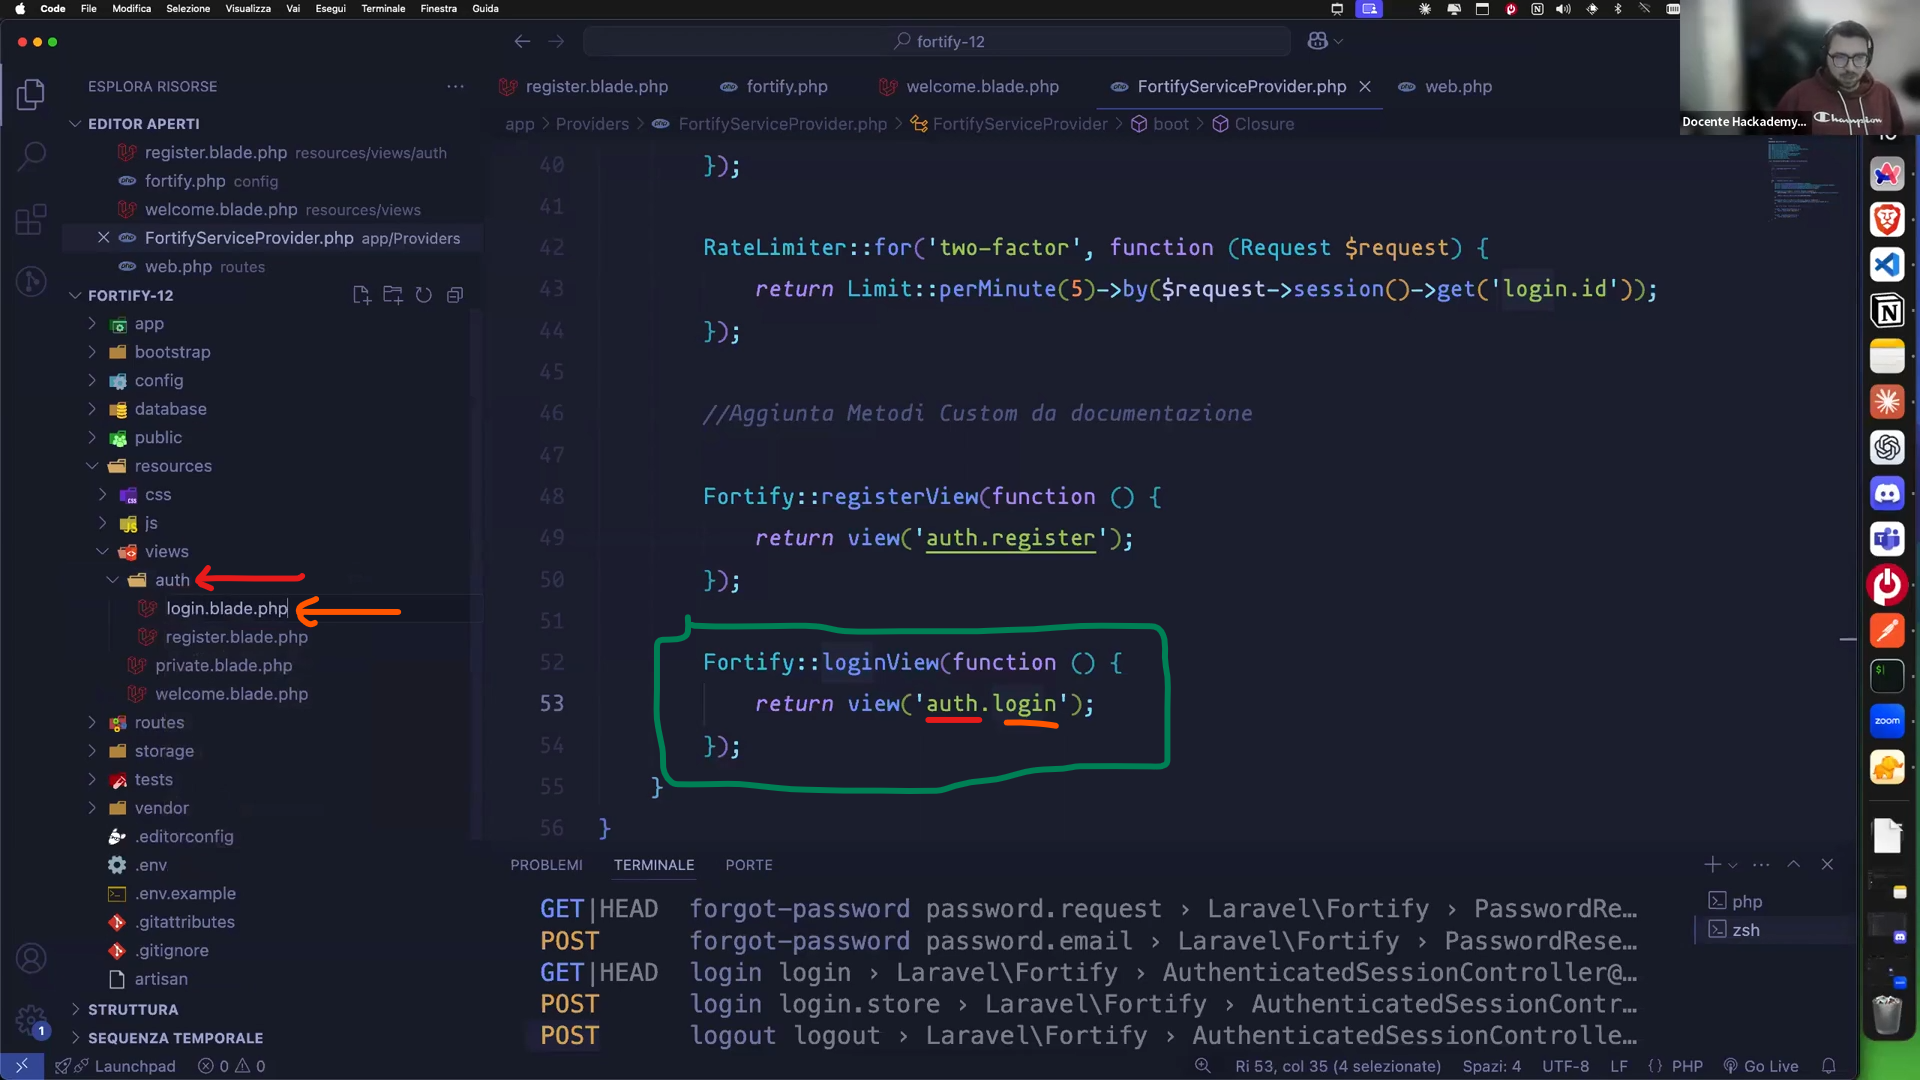 Code File Modifica Selezione Visualizza Vai Esegui Terminale Finestra Guida
fortify-12
Docente Hackademy...
ESPLORA RISORSE
EDITOR APERTI
register.blade.php resources/views/auth
fortify.php config
welcome.blade.php resources/views
FortifyServiceProvider.php app/Providers
web.php routes
FORTIFY-12
app
bootstrap
config
database
public
resources
css
js
views
auth
login.blade.php
register.blade.php
private.blade.php
welcome.blade.php
routes
storage
tests
vendor
.editorconfig
.env
.env.example
.gitattributes
.gitignore
artisan
STRUTTURA
SEQUENZA TEMPORALE
register.blade.php fortify.php welcome.blade.php FortifyServiceProvider.php web.php
app > Providers > FortifyServiceProvider.php > FortifyServiceProvider > boot > Closure
40 });
41
42 RateLimiter::for('two-factor', function (Request $request) {
43 return Limit::perMinute(5)->by($request->session()->get('login.id'));
44 });
45
46 //Aggiunta Metodi Custom da documentazione
47
48 Fortify::registerView(function () {
49 return view('auth.register');
50 });
51
52 Fortify::loginView(function () {
53 return view('auth.login');
54 });
55 }
56 }
PROBLEMI TERMINALE PORTE
GET|HEAD forgot-password password.request › Laravel\Fortify › PasswordRe…
POST forgot-password password.email › Laravel\Fortify › PasswordRese…
GET|HEAD login login › Laravel\Fortify › AuthenticatedSessionController@…
POST login login.store › Laravel\Fortify › AuthenticatedSessionContr…
POST logout logout › Laravel\Fortify › AuthenticatedSessionControlle…
php
zsh
1
Launchpad 0 0
Ri 53, col 35 (4 selezionate) Spazi: 4 UTF-8 LF {} PHP Go Live
Champion
zoom